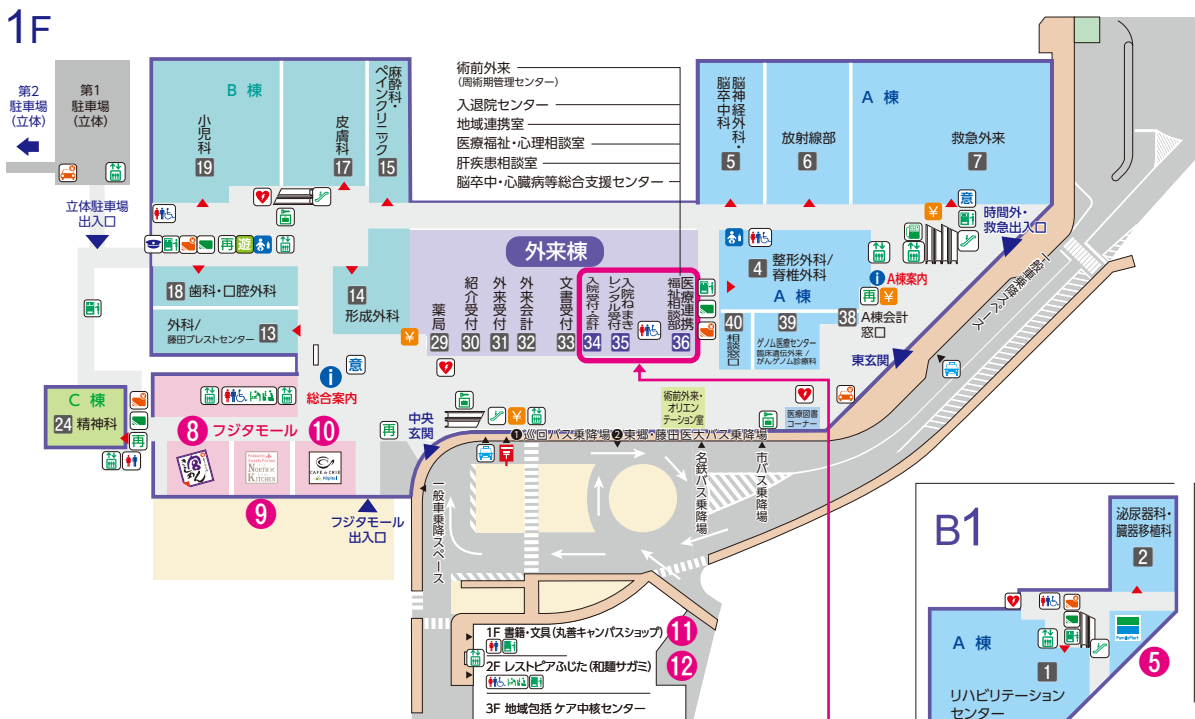 1F
第2
駐車場
(立体)
第1
駐車場
(立体)
立体駐車場
出入口
B 棟
小児科
19
皮膚科
17
麻酔科・
ペインクリニック
15
術前外来
(周術期管理センター)
入退院センター
地域連携室
医療福祉・心理相談室
肝疾患相談室
脳卒中・心臓病等総合支援センター
脳神経外科・
脳卒中科
5
放射線部
6
A 棟
救急外来
7
意
¥
時間外・
救急出入口
一般車乗降スペース
再
遊
18 歯科・口腔外科
外科/
藤田ブレストセンター 13
14
形成外科
¥
外来棟
薬局
29
紹介受付
30
外来受付
31
外来会計
32
文書受付
33
入院受付・会計
34
入院ねまき
レンタル受付
35
医療連携
福祉相談部
36
4 整形外科/
脊椎外科
A 棟
A棟案内
再
¥
38 A棟会計
窓口
40
相談窓口
39
ゲノム医療センター
臨床遺伝外来/
がんゲノム診療科
東玄関
意
総合案内
C 棟
24 精神科
再
8 フジタモール 10
NORTH
KITCHEN
CAFÉ de CRIÉ
Hôpital
9
フジタモール
出入口
再
中央
玄関
¥
術前外来・
オリエン
テーション室
医療図書
コーナー
❶巡回バス乗降場
❷東郷・藤田医大バス乗降場
名鉄バス乗降場
市バス乗降場
一般車乗降スペース
1F 書籍・文具(丸善キャンパスショップ) 11
2F レストピアふじた(和麺サガミ) 12
3F 地域包括 ケア中核センター
B1
泌尿器科・
臓器移植科
2
FamilyMart
5
A 棟
1
リハビリテーション
センター